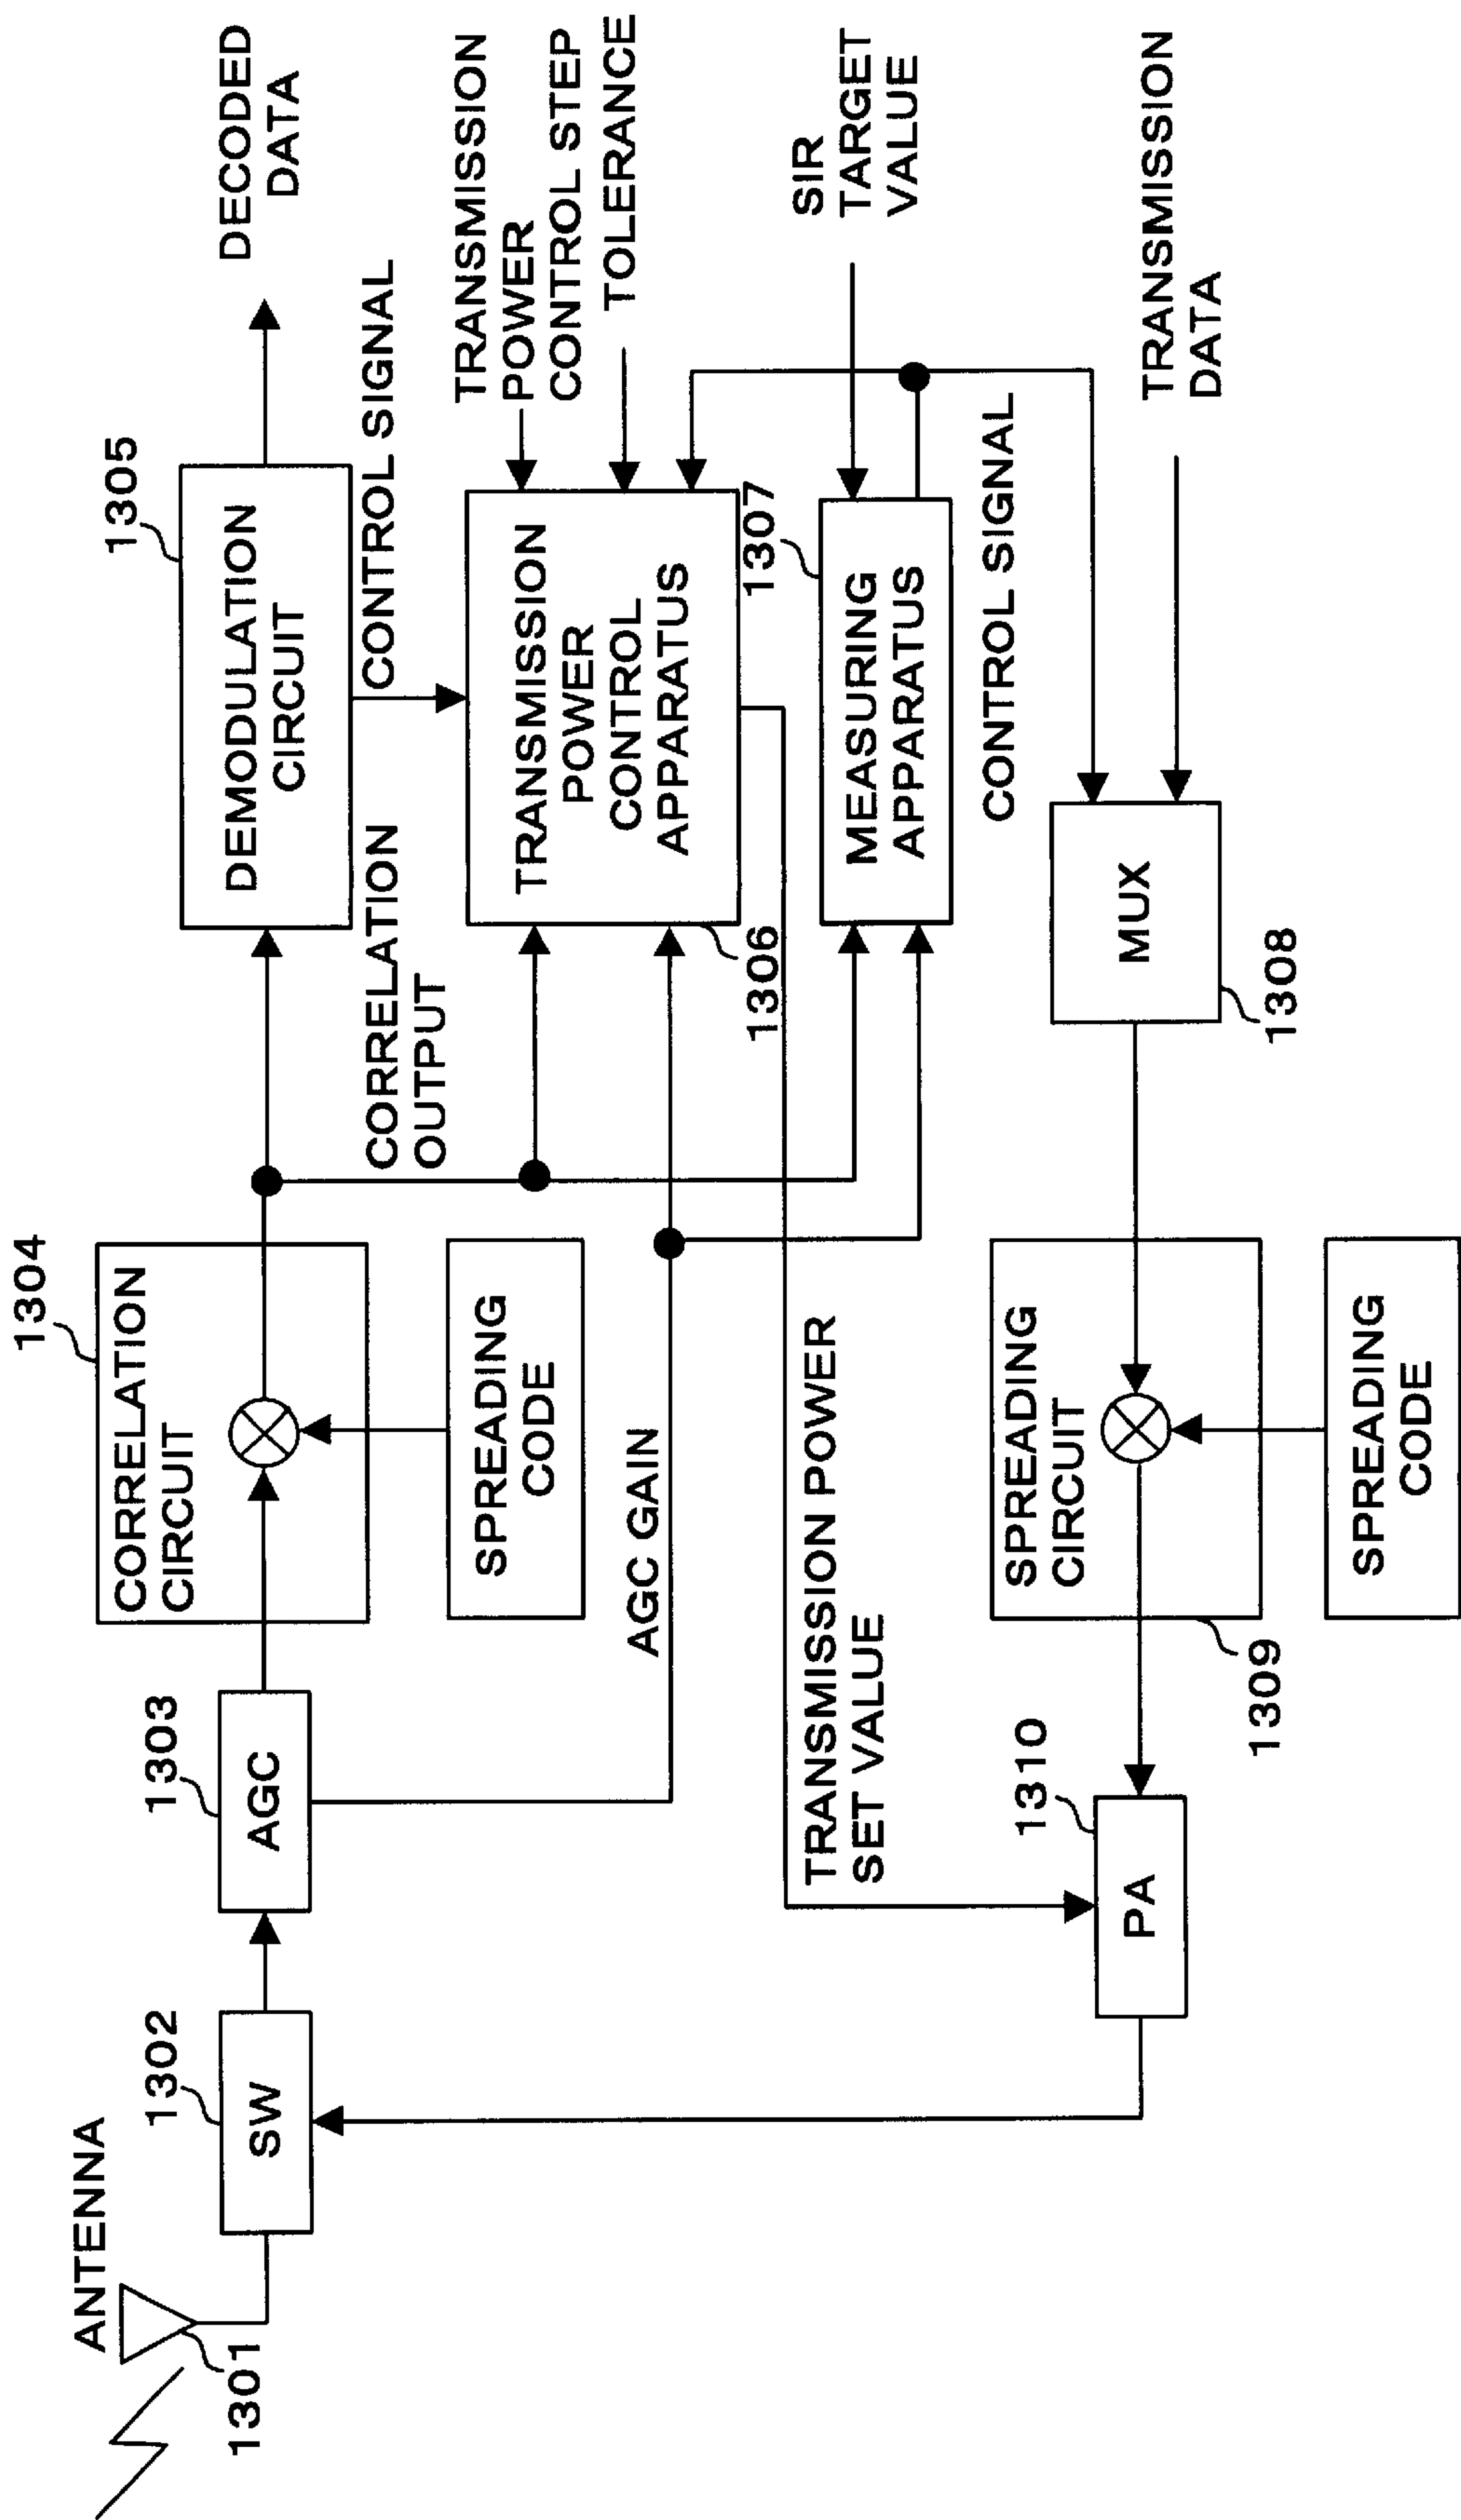 ANTENNA
1301
1302
SW
1303
AGC
1304
CORRELATION
CIRCUIT
SPREADING
CODE
AGC GAIN
CORRELATION
OUTPUT
1305
DEMODULATION
CIRCUIT
CONTROL SIGNAL
DECODED
DATA
TRANSMISSION
POWER
CONTROL STEP
TOLERANCE
TRANSMISSION
POWER
CONTROL
APPARATUS
1306
1307
MEASURING
APPARATUS
SIR
TARGET
VALUE
CONTROL SIGNAL
TRANSMISSION
DATA
MUX
1308
TRANSMISSION POWER
SET VALUE
SPREADING
CIRCUIT
1309
SPREADING
CODE
1310
PA